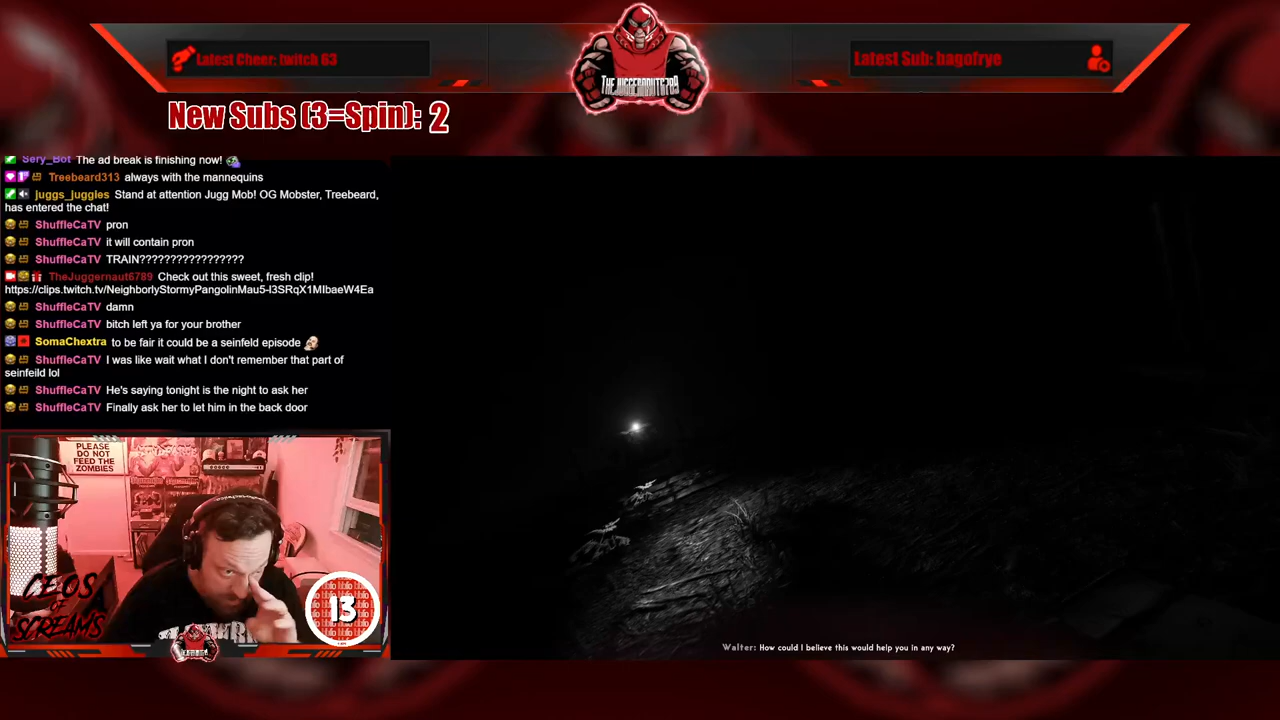 Latest Cheer: twitch 63
THEJUGGERNAUT6789
Latest Sub: bagofrye
New Subs (3=Spin): 2
Sery_Bot The ad break is finishing now!
Treebeard313 always with the mannequins
juggs_juggles Stand at attention Jugg Mob! OG Mobster, Treebeard,
has entered the chat!
ShuffleCaTV pron
ShuffleCaTV it will contain pron
ShuffleCaTV TRAIN?????????????????
TheJuggernaut6789 Check out this sweet, fresh clip!
https://clips.twitch.tv/NeighborlyStormyPangolinMau5-I3SRqX1MIbaeW4Ea
ShuffleCaTV damn
ShuffleCaTV bitch left ya for your brother
SomaChextra to be fair it could be a seinfeld episode
ShuffleCaTV I was like wait what I don't remember that part of
seinfeild lol
ShuffleCaTV He's saying tonight is the night to ask her
ShuffleCaTV Finally ask her to let him in the back door
PLEASE
DO NOT
FEED THE
ZOMBIES
CEOS
OF
SCREAMS
13
Walter: How could I believe this would help you in any way?